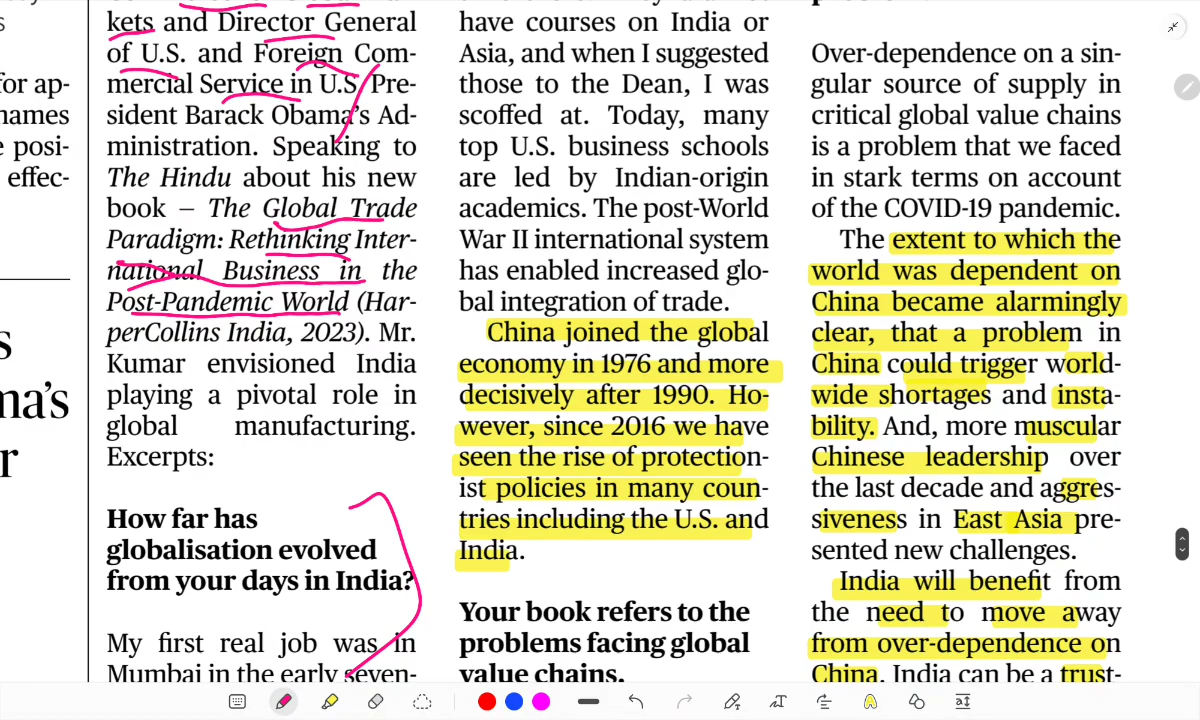 for ap-
names
e posi-
effec-
s
ma's
r
kets and Director General
of U.S. and Foreign Com-
mercial Service in U.S. Pre-
sident Barack Obama's Ad-
ministration. Speaking to
The Hindu about his new
book – The Global Trade
Paradigm: Rethinking Inter-
national Business in the
Post-Pandemic World (Har-
perCollins India, 2023). Mr.
Kumar envisioned India
playing a pivotal role in
global manufacturing.
Excerpts:
How far has
globalisation evolved
from your days in India?
My first real job was in
Mumbai in the early seven-
have courses on India or
Asia, and when I suggested
those to the Dean, I was
scoffed at. Today, many
top U.S. business schools
are led by Indian-origin
academics. The post-World
War II international system
has enabled increased glo-
bal integration of trade.
China joined the global
economy in 1976 and more
decisively after 1990. Ho-
wever, since 2016 we have
seen the rise of protection-
ist policies in many coun-
tries including the U.S. and
India.
Your book refers to the
problems facing global
value chains.
Over-dependence on a sin-
gular source of supply in
critical global value chains
is a problem that we faced
in stark terms on account
of the COVID-19 pandemic.
The extent to which the
world was dependent on
China became alarmingly
clear, that a problem in
China could trigger world-
wide shortages and insta-
bility. And, more muscular
Chinese leadership over
the last decade and aggres-
siveness in East Asia pre-
sented new challenges.
India will benefit from
the need to move away
from over-dependence on
China. India can be a trust-